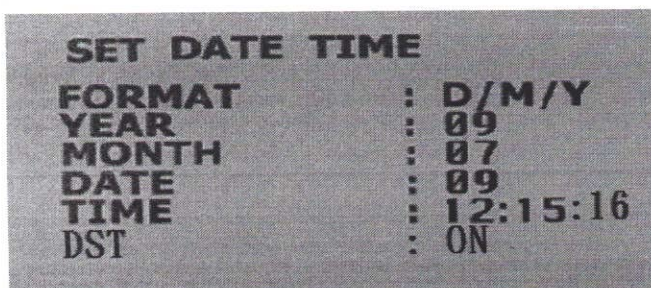 SET DATE TIME
FORMAT : D/M/Y
YEAR : 09
MONTH : 07
DATE : 09
TIME : 12:15:16
DST : ON